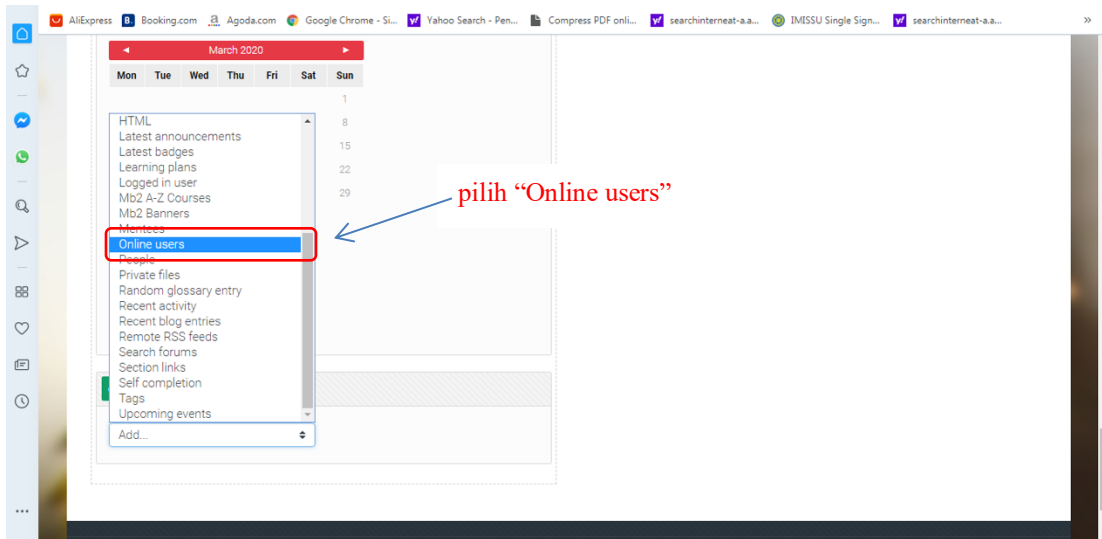 AliExpress B. Booking.com a Agoda.com Google Chrome - Si... Yahoo Search - Pen... Compress PDF onli... searchinterneat-a.a... IMISSU Single Sign... searchinterneat-a.a... »
March 2020
Mon Tue Wed Thu Fri Sat Sun
1
8
15
22
29
HTML
Latest announcements
Latest badges
Learning plans
Logged in user
Mb2 A-Z Courses
Mb2 Banners
Mentees
Online users
People
Private files
Random glossary entry
Recent activity
Recent blog entries
Remote RSS feeds
Search forums
Section links
Self completion
Tags
Upcoming events
Add...
pilih “Online users”